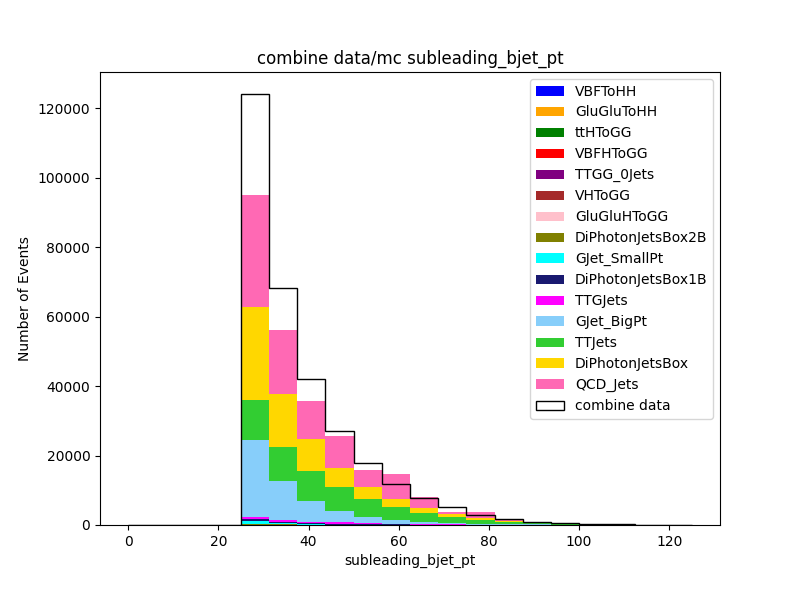 combine data/mc subleading_bjet_pt
Number of Events
120000
100000
80000
60000
40000
20000
0
0 20 40 60 80 100 120
subleading_bjet_pt
VBFToHH
GluGluToHH
ttHToGG
VBFHToGG
TTGG_0Jets
VHToGG
GluGluHToGG
DiPhotonJetsBox2B
GJet_SmallPt
DiPhotonJetsBox1B
TTGJets
GJet_BigPt
TTJets
DiPhotonJetsBox
QCD_Jets
combine data